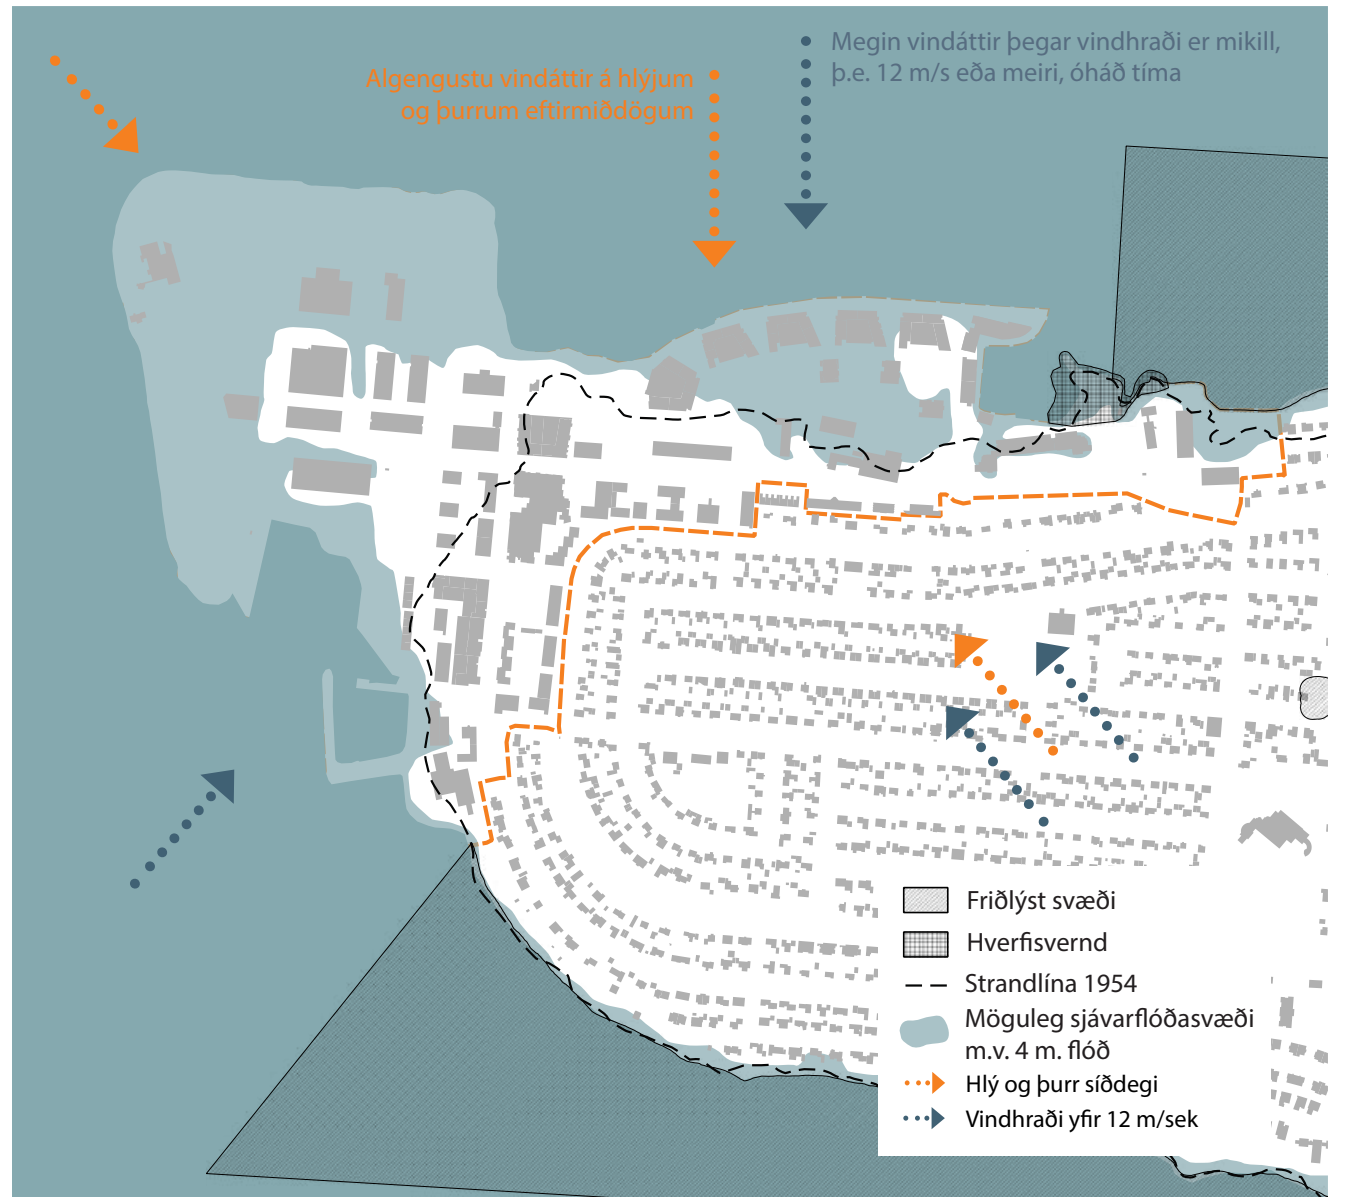 Megin vindáttir þegar vindhraði er mikill,
þ.e. 12 m/s eða meiri, óháð tíma
Algengustu vindáttir á hlýjum
og þurrum eftirmiðdögum
Friðlýst svæði
Hverfisvernd
Strandlína 1954
Möguleg sjávarflóðasvæði
m.v. 4 m. flóð
Hlý og þurr síðdegi
Vindhraði yfir 12 m/sek